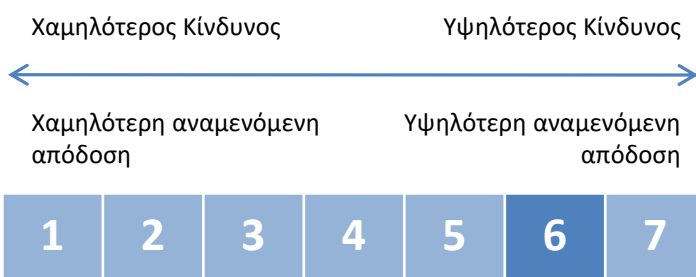 Χαμηλότερος Κίνδυνος Υψηλότερος Κίνδυνος
Χαμηλότερη αναμενόμενη Υψηλότερη αναμενόμενη
απόδοση απόδοση
1 2 3 4 5 6 7